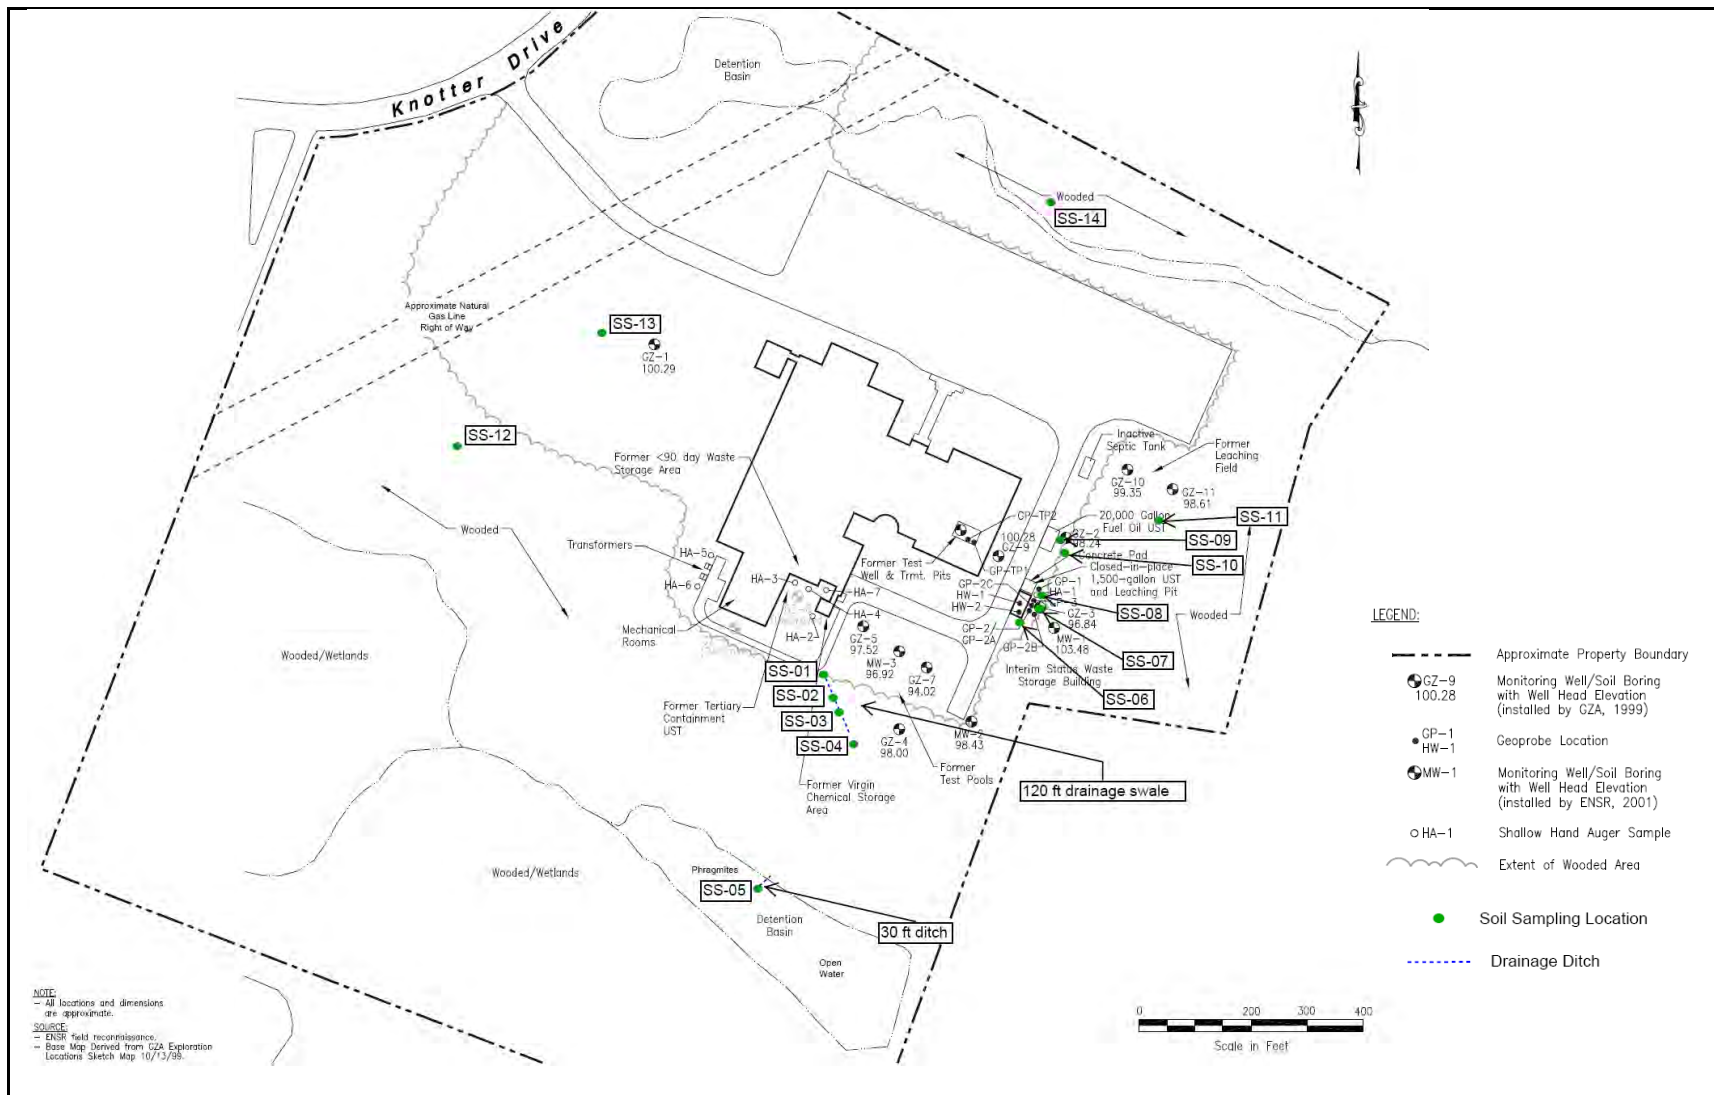 Knotter Drive
Detention
Basin
Wooded
SS-14
Approximate Natural
Gas Line
Right of Way
SS-13
GZ-1
100.29
SS-12
Former <90 day Waste
Storage Area
Inactive
Septic Tank
Former
Leaching
Field
GZ-10
99.35
GZ-11
98.61
SS-11
Wooded
GP-TP2
20,000 Gallon
Fuel Oil UST
100.28
GZ-9
GZ-2
98.24
SS-09
Transformers
HA-5
HA-6
HA-3
HA-7
HA-4
HA-2
Former Test
Well & Trmt. Pits
GP-TP1
Concrete Pad
Closed-in-place
1,500-gallon UST
and Leaching Pit
SS-10
GP-2C
HW-1
HW-2
GP-1
HA-1
SS-08
Wooded
GZ-3
96.84
GP-2
GP-2A
GP-2B
MW-1
103.48
SS-07
Mechanical
Rooms
GZ-5
97.52
MW-3
96.92
GZ-7
94.02
Interim Status Waste
Storage Building
SS-06
Wooded/Wetlands
SS-01
SS-02
SS-03
SS-04
Former Tertiary
Containment
UST
GZ-4
98.00
MW-2
98.43
Former
Test Pools
Former Virgin
Chemical Storage
Area
120 ft drainage swale
Wooded/Wetlands
Phragmites
SS-05
Detention
Basin
30 ft ditch
Open
Water
LEGEND:
Approximate Property Boundary
GZ-9
100.28
Monitoring Well/Soil Boring
with Well Head Elevation
(installed by GZA, 1999)
GP-1
HW-1
Geoprobe Location
MW-1
Monitoring Well/Soil Boring
with Well Head Elevation
(installed by ENSR, 2001)
HA-1
Shallow Hand Auger Sample
Extent of Wooded Area
Soil Sampling Location
Drainage Ditch
NOTE:
- All locations and dimensions
are approximate.
SOURCE:
- ENSR field reconnaissance.
- Base Map Derived from GZA Exploration
Locations Sketch Map 10/13/99.
0 200 300 400
Scale in Feet